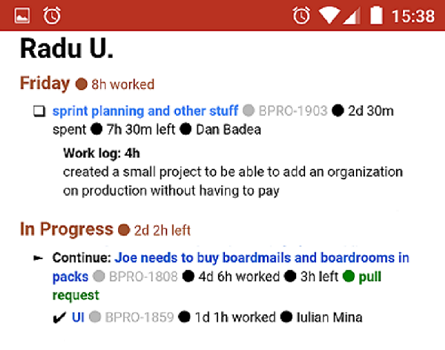 15:38
Radu U.
Friday ● 8h worked
❏ sprint planning and other stuff ● BPRO-1903 ● 2d 30m
spent ● 7h 30m left ● Dan Badea
Work log: 4h
created a small project to be able to add an organization
on production without having to pay
In Progress ● 2d 2h left
► Continue: Joe needs to buy boardmails and boardrooms in
packs ● BPRO-1808 ● 4d 6h worked ● 3h left ● pull
request
✔ UI ● BPRO-1859 ● 1d 1h worked ● Iulian Mina